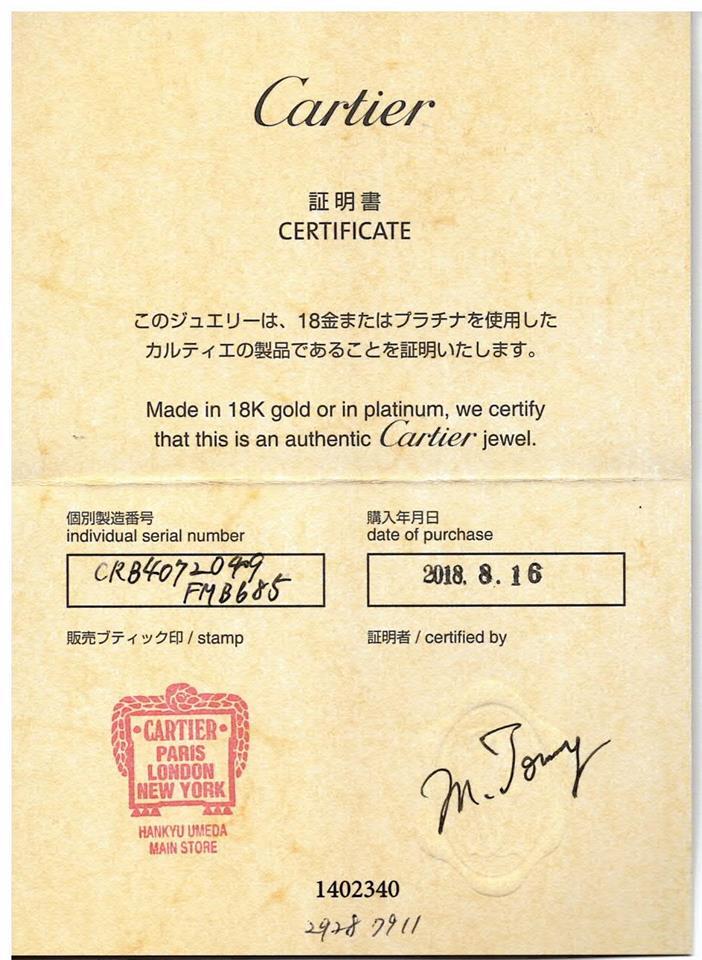 Cartier
証明書
CERTIFICATE
このジュエリーは、18金またはプラチナを使用した
カルティエの製品であることを証明いたします。
Made in 18K gold or in platinum, we certify
that this is an authentic Cartier jewel.
個別製造番号
individual serial number
CRB4072049
FMB685
購入年月日
date of purchase
2018. 8. 16
販売ブティック印 / stamp
証明者 / certified by
CARTIER
PARIS
LONDON
NEW YORK
HANKYU UMEDA
MAIN STORE
1402340
2928 7911